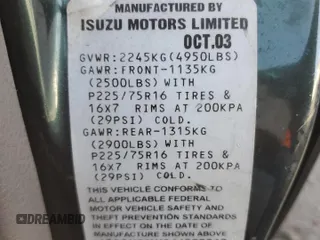 MANUFACTURED BY
ISUZU MOTORS LIMITED
OCT,03
GVWR:2245KG(4950LBS)
GAWR:FRONT-1135KG
(2500LBS) WITH
P225/75R16 TIRES &
16x7 RIMS AT 200KPA
(29PSI) COLD.
GAWR:REAR-1315KG
(2900LBS) WITH
P225/75R16 TIRES &
16x7 RIMS AT 200KPA
(29PSI) COLD.
THIS VEHICLE CONFORMS TO
ALL APPLICABLE FEDERAL
MOTOR VEHICLE SAFETY AND
THEFT PREVENTION STANDARDS
IN EFFECT ON THE DATE OF
MANUFACTURE SHOWN ABOVE
DREAMBID